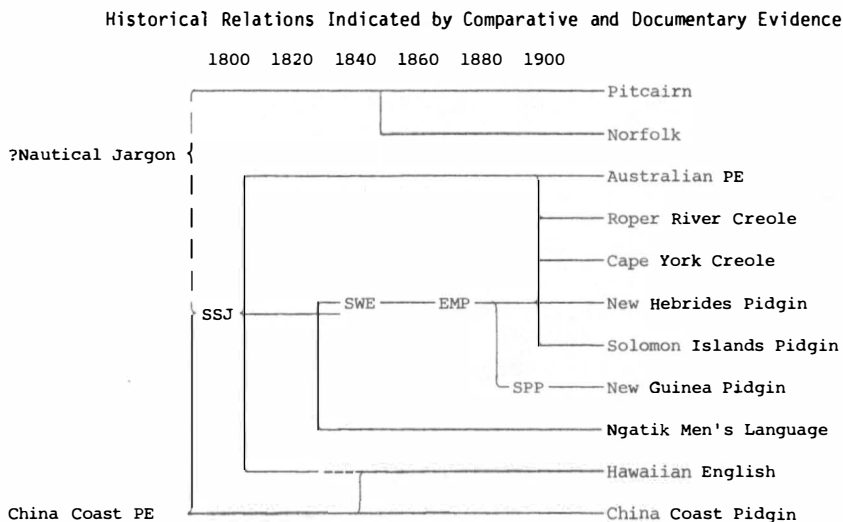 Historical Relations Indicated by Comparative and Documentary Evidence
1800 1820 1840 1860 1880 1900
Pitcairn
Norfolk
?Nautical Jargon
Australian PE
Roper River Creole
Cape York Creole
SSJ SWE EMP New Hebrides Pidgin
Solomon Islands Pidgin
SPP New Guinea Pidgin
Ngatik Men's Language
Hawaiian English
China Coast PE China Coast Pidgin